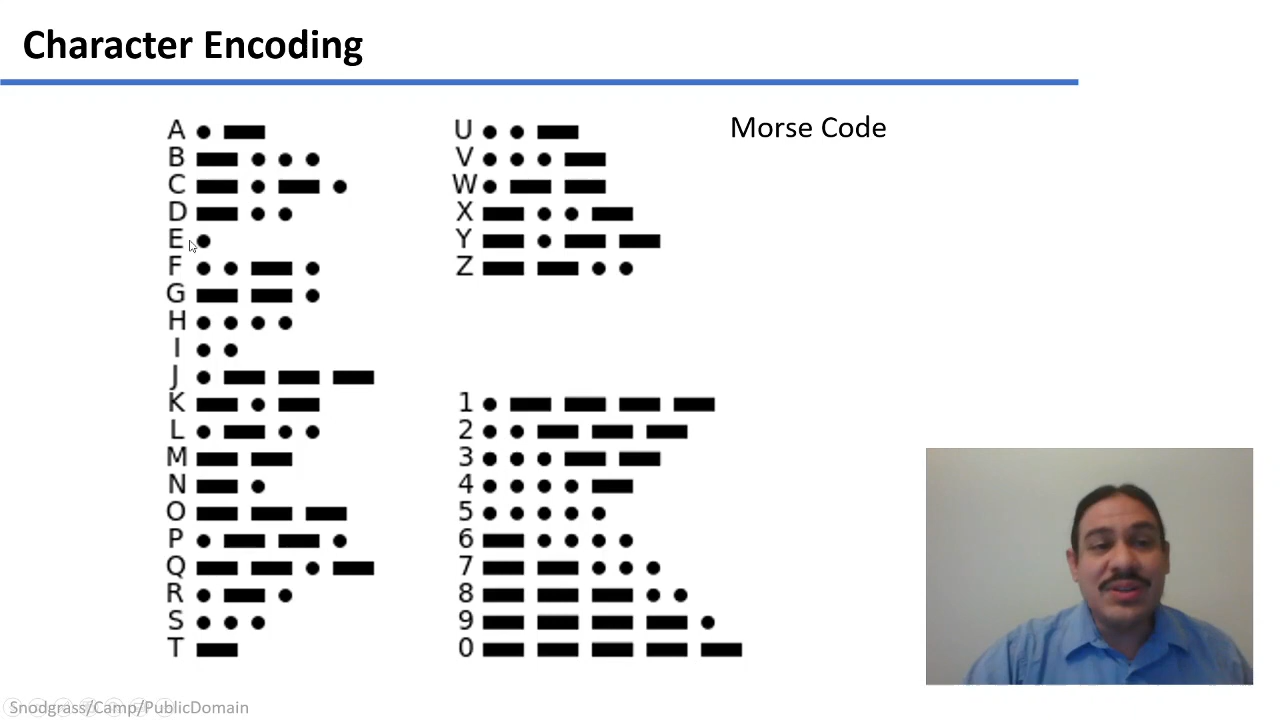 Character Encoding
Morse Code
A
B
C
D
E
F
G
H
I
J
K
L
M
N
O
P
Q
R
S
T
U
V
W
X
Y
Z
1
2
3
4
5
6
7
8
9
0
Snodgrass/Camp/PublicDomain